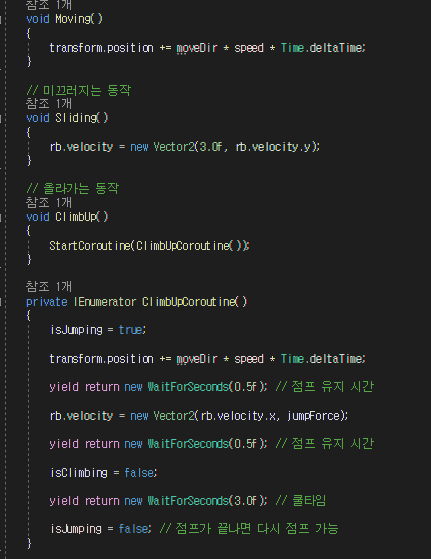 참조 1개
void Moving()
{
transform.position += moveDir * speed * Time.deltaTime;
}
// 미끄러지는 동작
참조 1개
void Sliding()
{
rb.velocity = new Vector2(3.0f, rb.velocity.y);
}
// 올라가는 동작
참조 1개
void ClimbUp()
{
StartCoroutine(ClimbUpCoroutine());
}
참조 1개
private IEnumerator ClimbUpCoroutine()
{
isJumping = true;
transform.position += moveDir * speed * Time.deltaTime;
yield return new WaitForSeconds(0.5f); // 점프 유지 시간
rb.velocity = new Vector2(rb.velocity.x, jumpForce);
yield return new WaitForSeconds(0.5f); // 점프 유지 시간
isClimbing = false;
yield return new WaitForSeconds(3.0f); // 쿨타임
isJumping = false; // 점프가 끝나면 다시 점프 가능
}